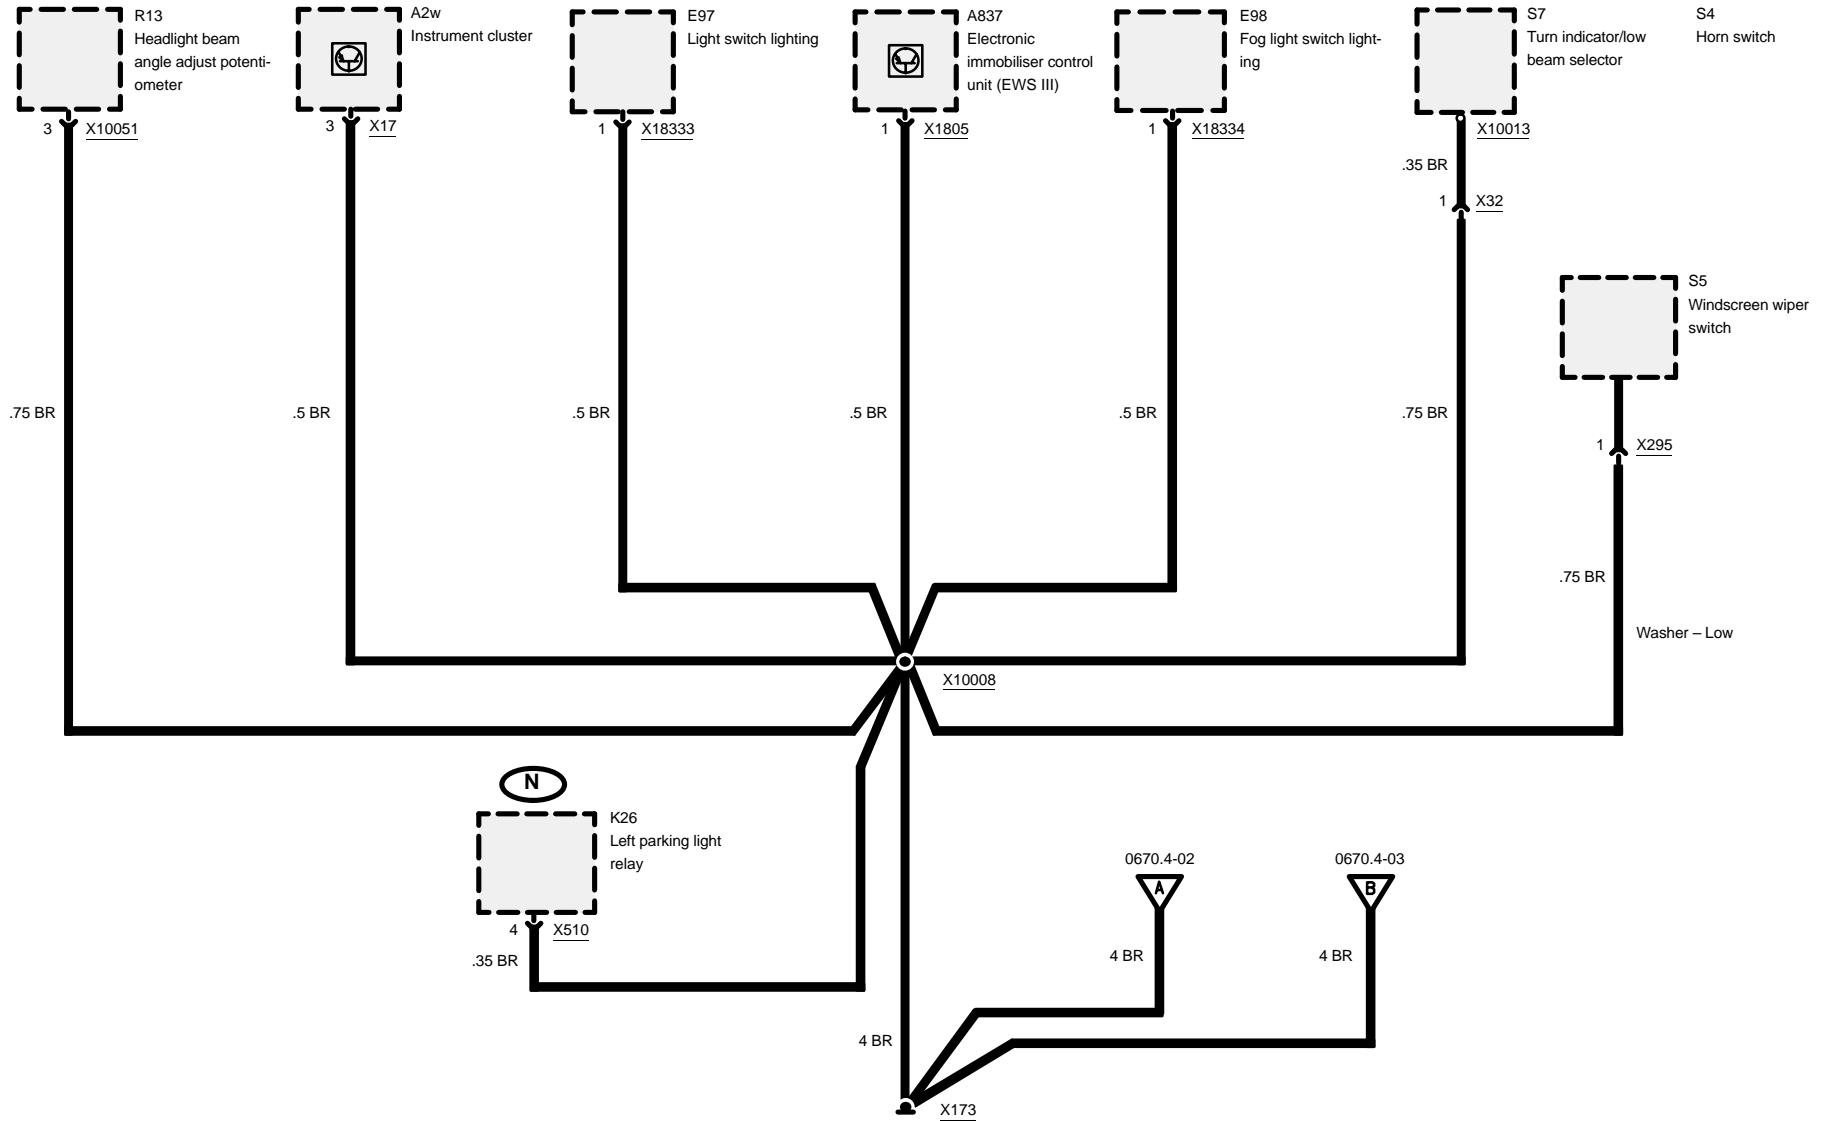 R13
Headlight beam
angle adjust potenti-
ometer
A2w
Instrument cluster
E97
Light switch lighting
A837
Electronic
immobiliser control
unit (EWS III)
E98
Fog light switch light-
ing
S7
Turn indicator/low
beam selector
S4
Horn switch
3 X10051
3 X17
1 X18333
1 X1805
1 X18334
X10013
.35 BR
1 X32
S5
Windscreen wiper
switch
.75 BR
.5 BR
.5 BR
.5 BR
.5 BR
.75 BR
1 X295
.75 BR
Washer – Low
X10008
N
K26
Left parking light
relay
4 X510
.35 BR
0670.4-02
A
0670.4-03
B
4 BR
4 BR
4 BR
X173